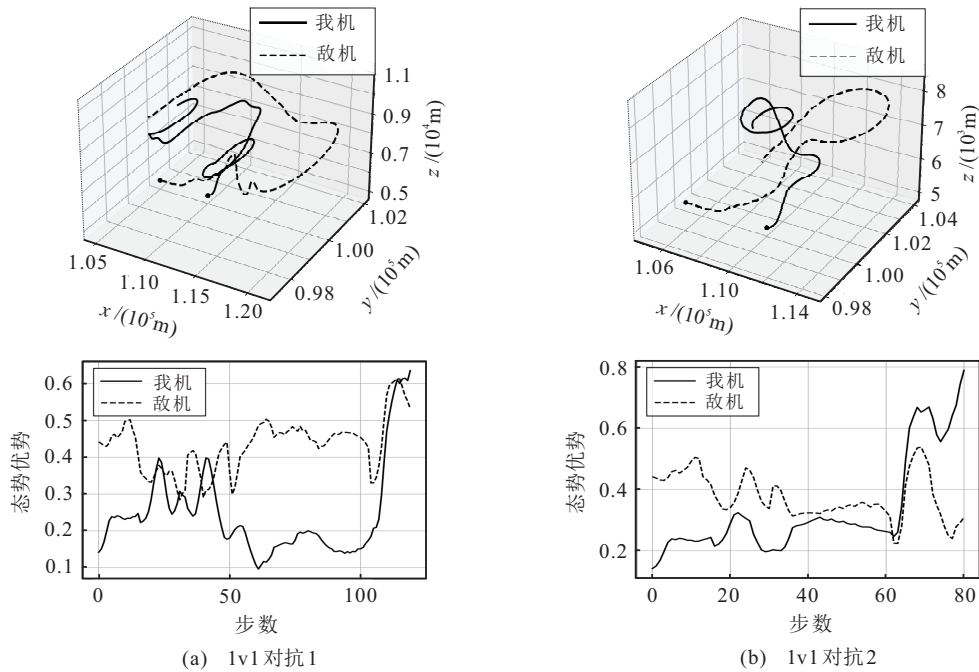 我机
敌机
1.1
0.9
0.7
0.5
z/(10⁴m)
1.02
1.00
0.98
y/(10⁵m)
1.05
1.10
1.15
1.20
x/(10⁵m)
我机
敌机
8
7
6
5
z/(10³m)
1.04
1.02
1.00
0.98
y/(10⁵m)
1.06
1.10
1.14
x/(10⁵m)
我机
敌机
0.6
0.5
0.4
0.3
0.2
0.1
态势优势
0 50 100
步数
(a) 1v1对抗1
我机
敌机
0.8
0.6
0.4
0.2
态势优势
0 20 40 60 80
步数
(b) 1v1对抗2